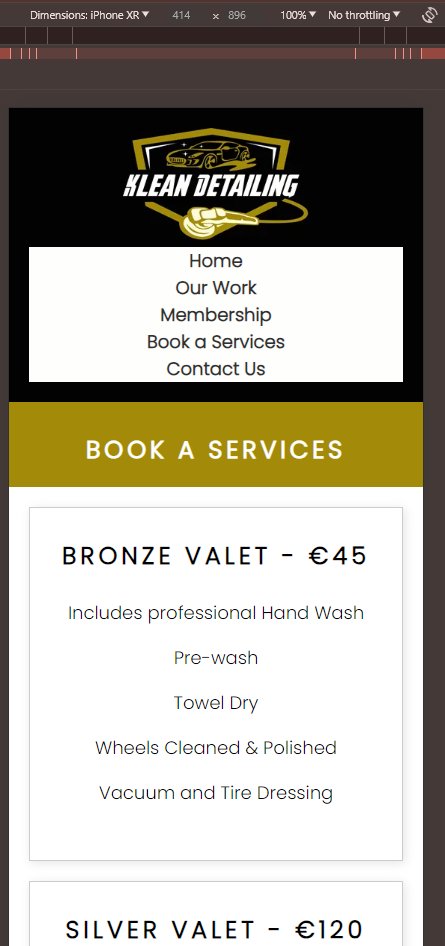 Dimensions: iPhone XR 414 × 896 100% No throttling
KLEAN DETAILING
Home
Our Work
Membership
Book a Services
Contact Us
BOOK A SERVICES
BRONZE VALET - €45
Includes professional Hand Wash
Pre-wash
Towel Dry
Wheels Cleaned & Polished
Vacuum and Tire Dressing
SILVER VALET - €120